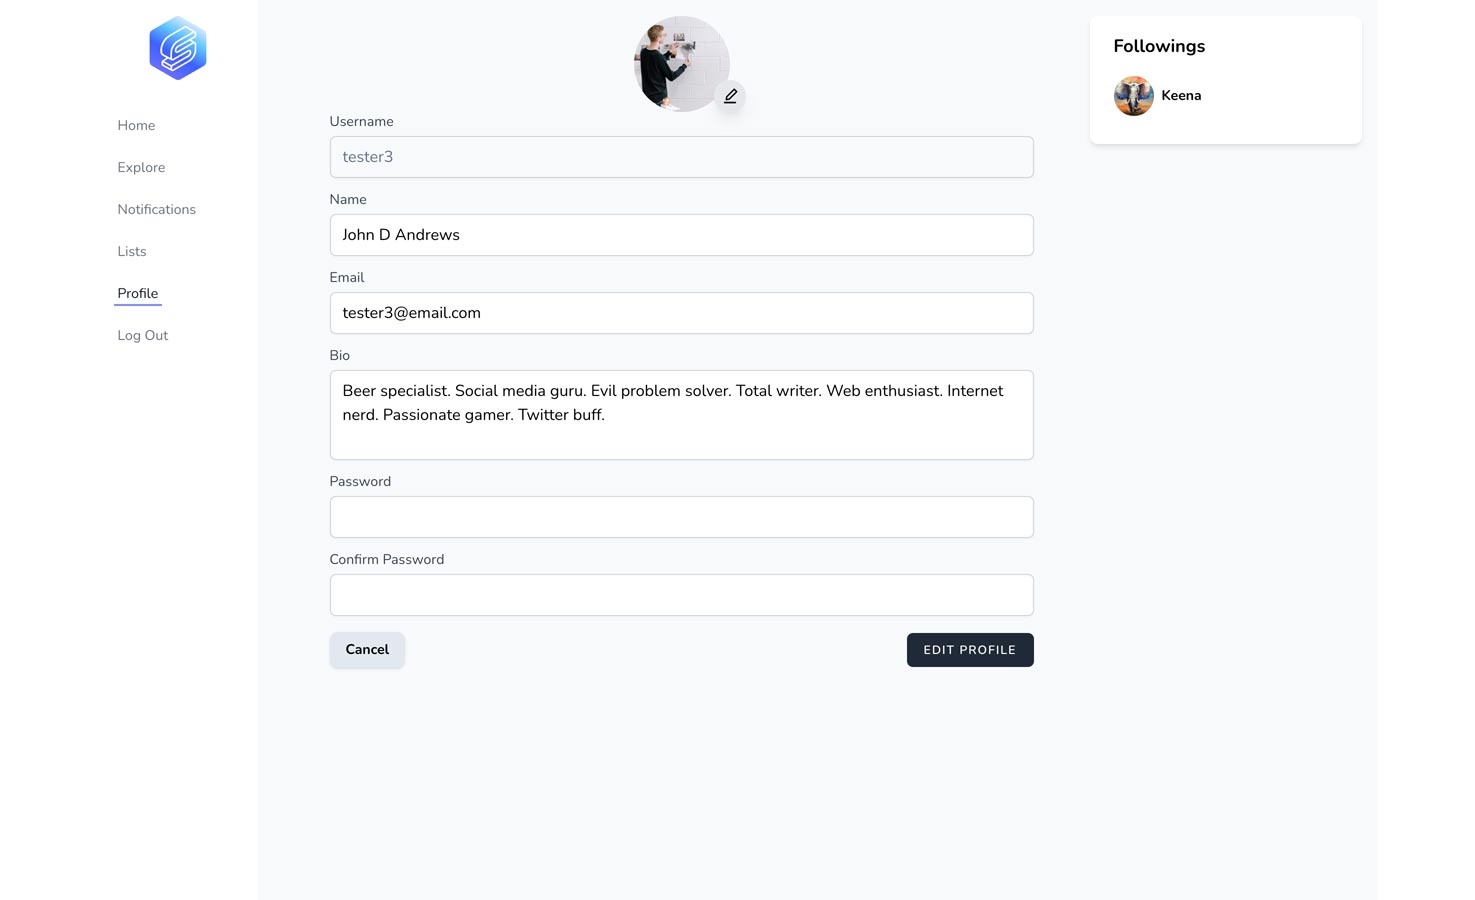 Home
Explore
Notifications
Lists
Profile
Log Out
Username
tester3
Name
John D Andrews
Email
tester3@email.com
Bio
Beer specialist. Social media guru. Evil problem solver. Total writer. Web enthusiast. Internet
nerd. Passionate gamer. Twitter buff.
Password
Confirm Password
Cancel
EDIT PROFILE
Followings
Keena